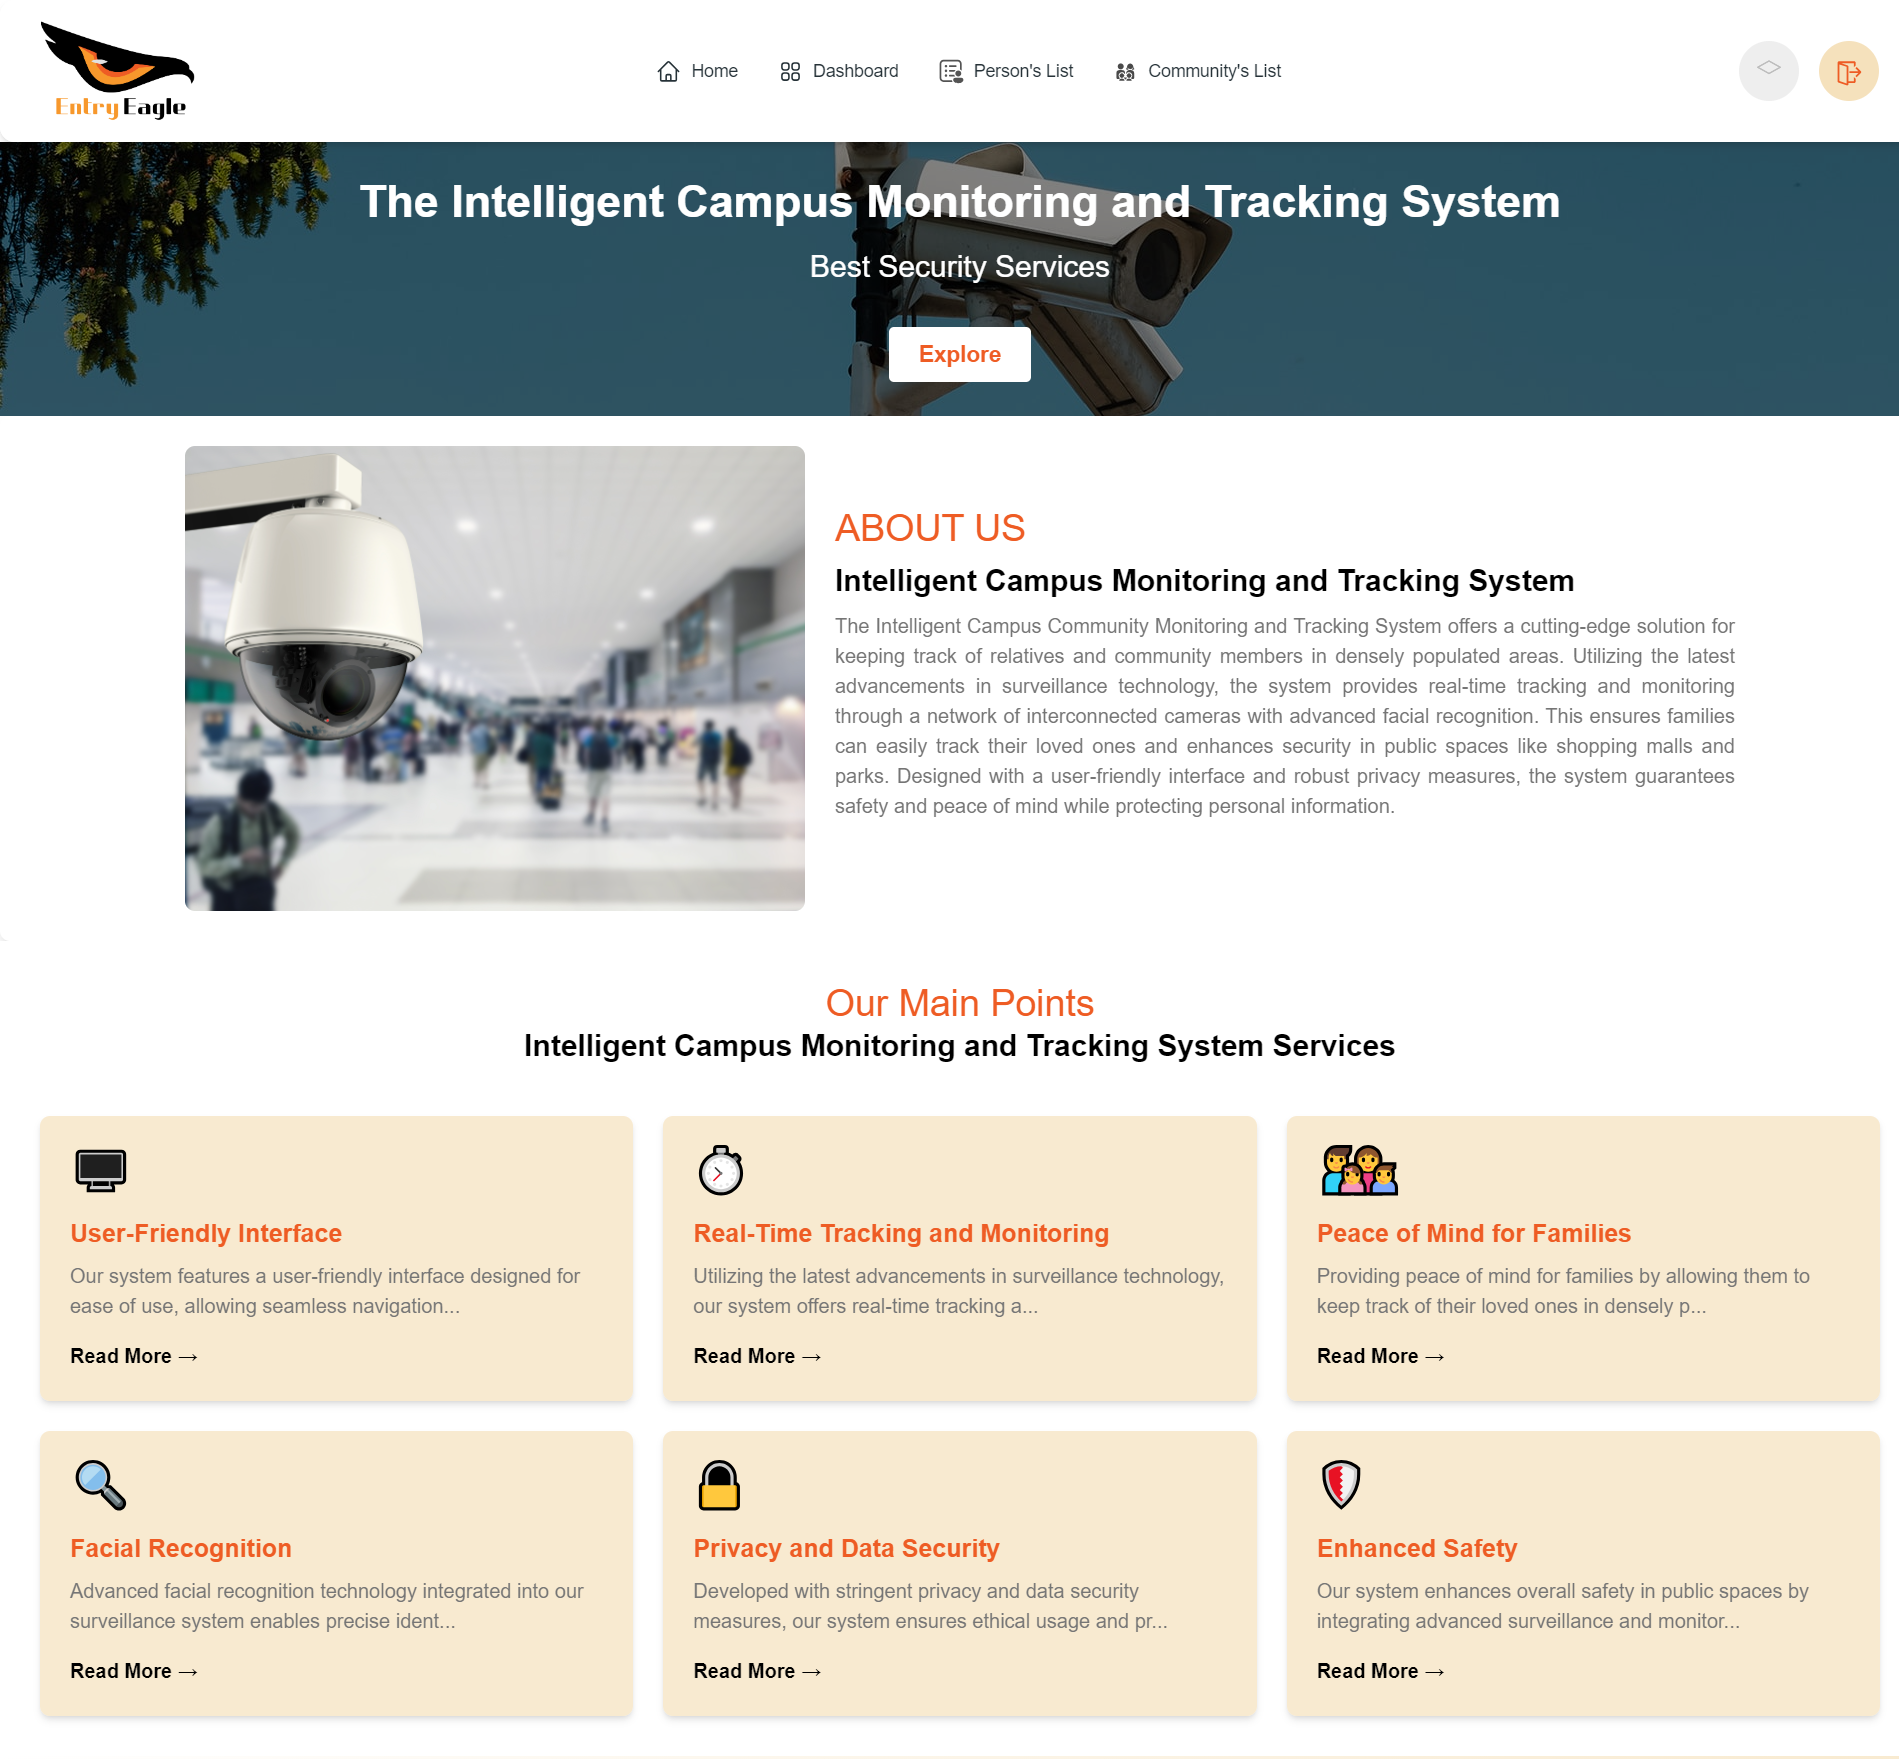 Entry Eagle
Home
Dashboard
Person's List
Community's List
The Intelligent Campus Monitoring and Tracking System
Best Security Services
Explore
ABOUT US
Intelligent Campus Monitoring and Tracking System
The Intelligent Campus Community Monitoring and Tracking System offers a cutting-edge solution for
keeping track of relatives and community members in densely populated areas. Utilizing the latest
advancements in surveillance technology, the system provides real-time tracking and monitoring
through a network of interconnected cameras with advanced facial recognition. This ensures families
can easily track their loved ones and enhances security in public spaces like shopping malls and
parks. Designed with a user-friendly interface and robust privacy measures, the system guarantees
safety and peace of mind while protecting personal information.
Our Main Points
Intelligent Campus Monitoring and Tracking System Services
User-Friendly Interface
Our system features a user-friendly interface designed for
ease of use, allowing seamless navigation...
Read More →
Real-Time Tracking and Monitoring
Utilizing the latest advancements in surveillance technology,
our system offers real-time tracking a...
Read More →
Peace of Mind for Families
Providing peace of mind for families by allowing them to
keep track of their loved ones in densely p...
Read More →
Facial Recognition
Advanced facial recognition technology integrated into our
surveillance system enables precise ident...
Read More →
Privacy and Data Security
Developed with stringent privacy and data security
measures, our system ensures ethical usage and pr...
Read More →
Enhanced Safety
Our system enhances overall safety in public spaces by
integrating advanced surveillance and monitor...
Read More →